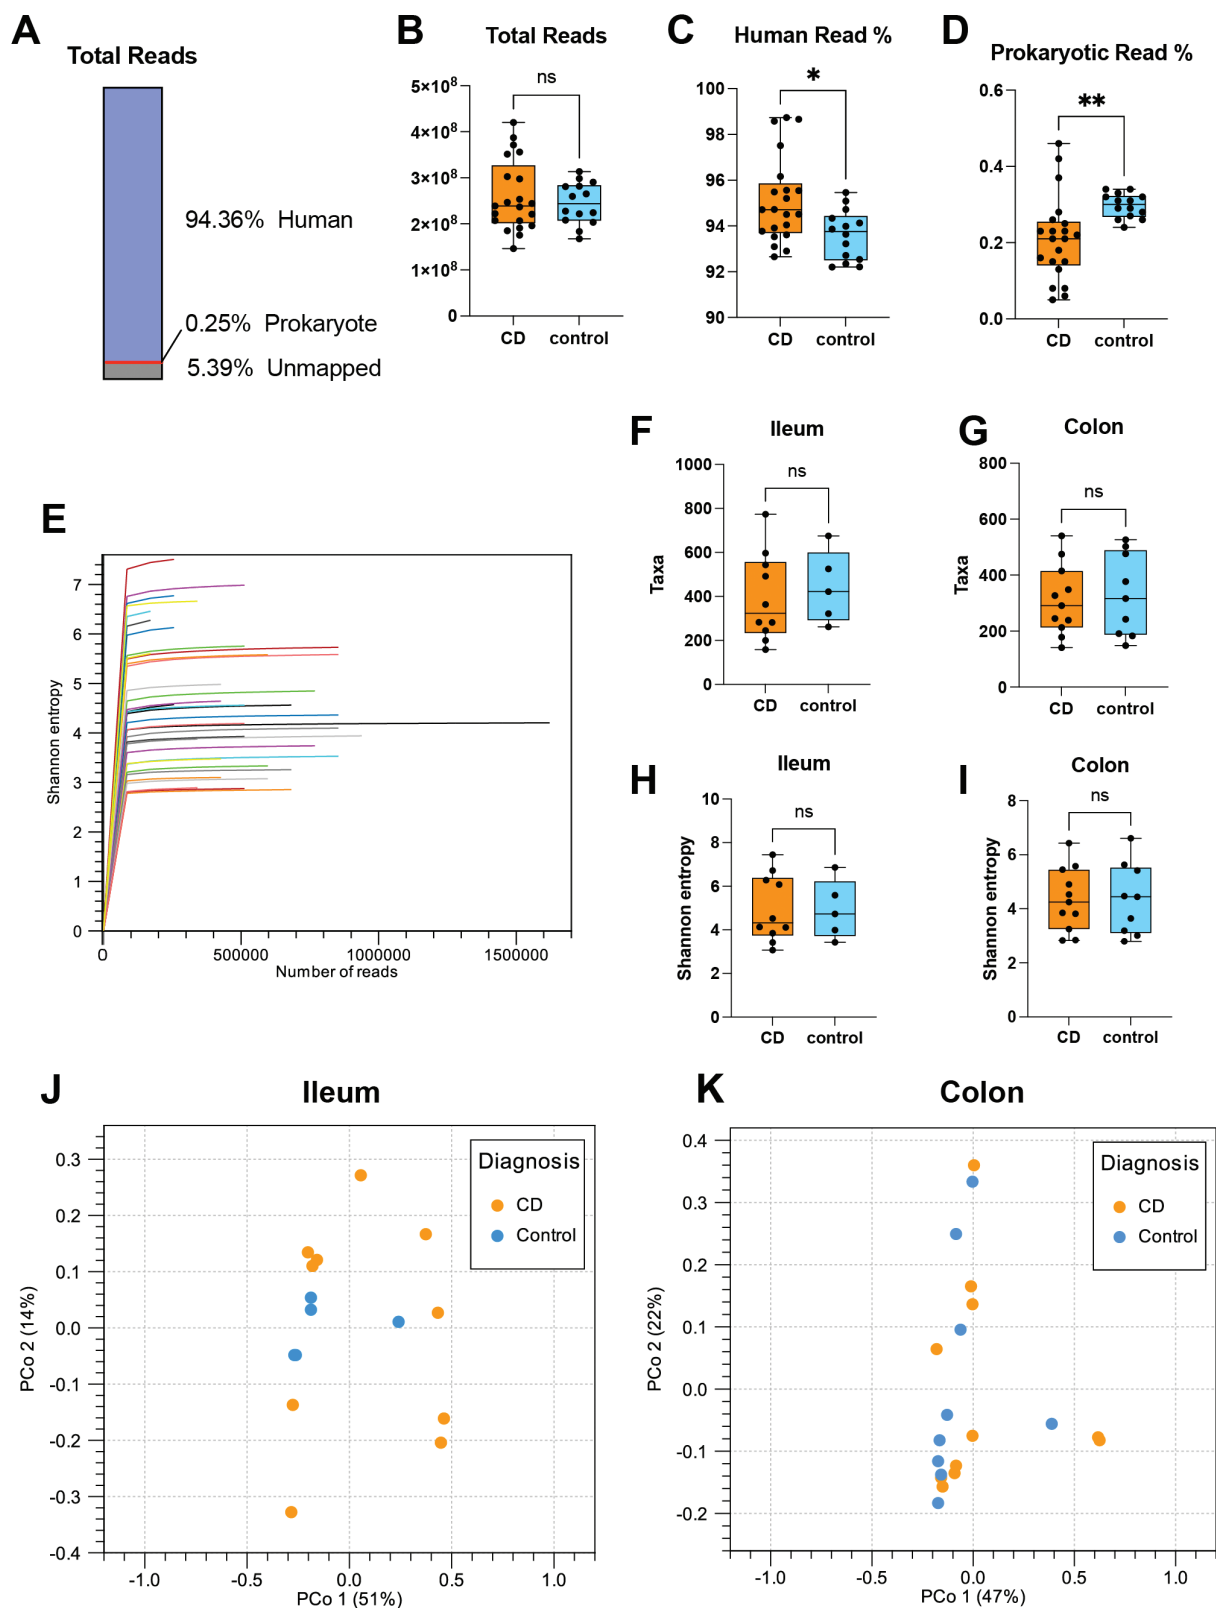 A
Total Reads
94.36% Human
0.25% Prokaryote
5.39% Unmapped
B
Total Reads
ns
5×10⁸
4×10⁸
3×10⁸
2×10⁸
1×10⁸
0
CD control
C
Human Read %
*
100
98
96
94
92
90
CD control
D
Prokaryotic Read %
**
0.6
0.4
0.2
0.0
CD control
E
Shannon entropy
7
6
5
4
3
2
1
0
0 500000 1000000 1500000
Number of reads
F
Ileum
ns
Taxa
1000
800
600
400
200
0
CD control
G
Colon
ns
Taxa
800
600
400
200
0
CD control
H
Ileum
ns
Shannon entropy
10
8
6
4
2
0
CD control
I
Colon
ns
Shannon entropy
8
6
4
2
0
CD control
J
Ileum
Diagnosis
CD
Control
PCo 2 (14%)
0.3
0.2
0.1
0.0
-0.1
-0.2
-0.3
-0.4
-1.0 -0.5 0.0 0.5 1.0
PCo 1 (51%)
K
Colon
Diagnosis
CD
Control
PCo 2 (22%)
0.4
0.3
0.2
0.1
0.0
-0.1
-0.2
-1.0 -0.5 0.0 0.5 1.0
PCo 1 (47%)